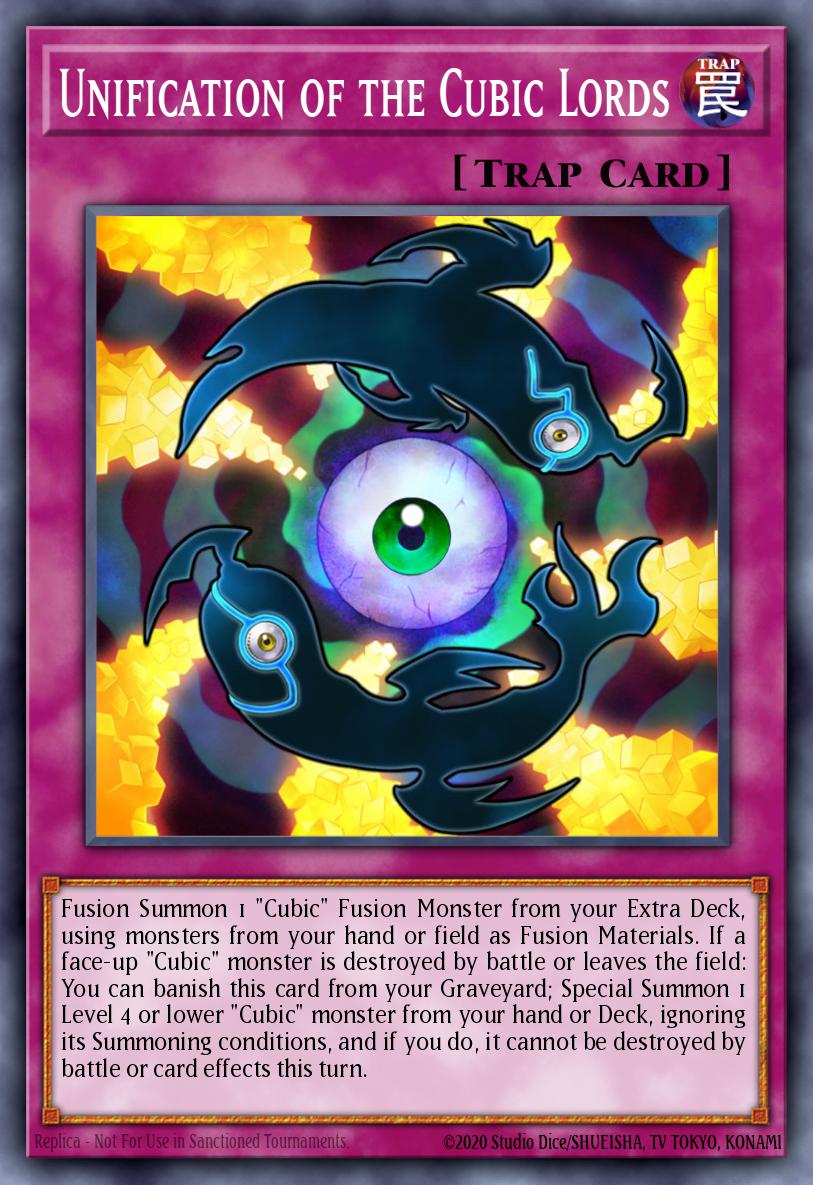 Unification of the Cubic Lords
TRAP
罠
[Trap Card]
Fusion Summon 1 "Cubic" Fusion Monster from your Extra Deck,
using monsters from your hand or field as Fusion Materials. If a
face-up "Cubic" monster is destroyed by battle or leaves the field:
You can banish this card from your Graveyard; Special Summon 1
Level 4 or lower "Cubic" monster from your hand or Deck, ignoring
its Summoning conditions, and if you do, it cannot be destroyed by
battle or card effects this turn.
Replica - Not For Use in Sanctioned Tournaments.
©2020 Studio Dice/SHUEISHA, TV TOKYO, KONAMI